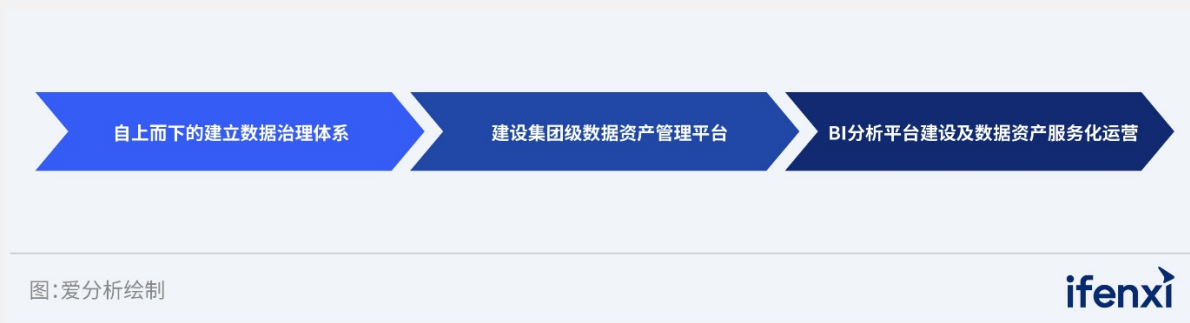 自上而下的建立数据治理体系
建设集团级数据资产管理平台
BI分析平台建设及数据资产服务化运营
图:爱分析绘制
ifenxi